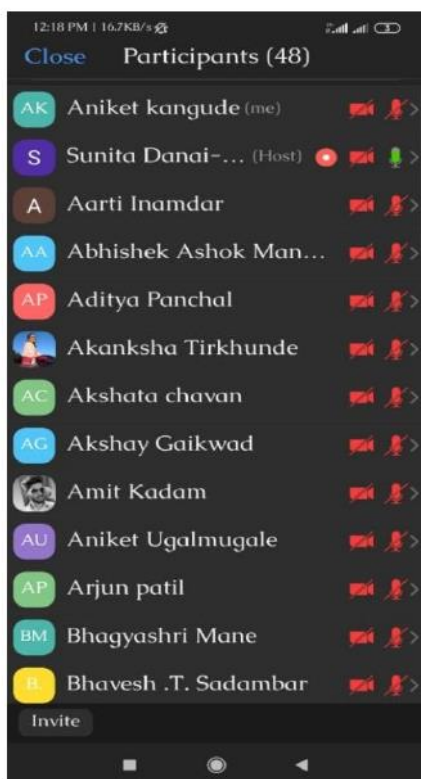 12:18 PM | 16.7KB/s
Close Participants (48)
AK Aniket kangude (me)
S Sunita Danai-... (Host)
A Aarti Inamdar
AA Abhishek Ashok Man...
AP Aditya Panchal
Akanksha Tirkhunde
AC Akshata chavan
AG Akshay Gaikwad
Amit Kadam
AU Aniket Ugalmugale
AP Arjun patil
BM Bhagyashri Mane
B. Bhavesh .T. Sadambar
Invite